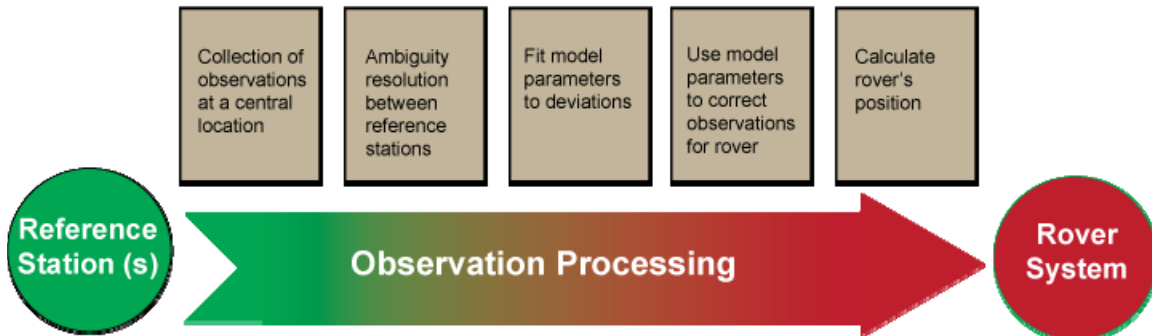 Collection of
observations
at a central
location
Ambiguity
resolution
between
reference
stations
Fit model
parameters
to deviations
Use model
parameters
to correct
observations
for rover
Calculate
rover's
position
Reference
Station (s)
Observation Processing
Rover
System